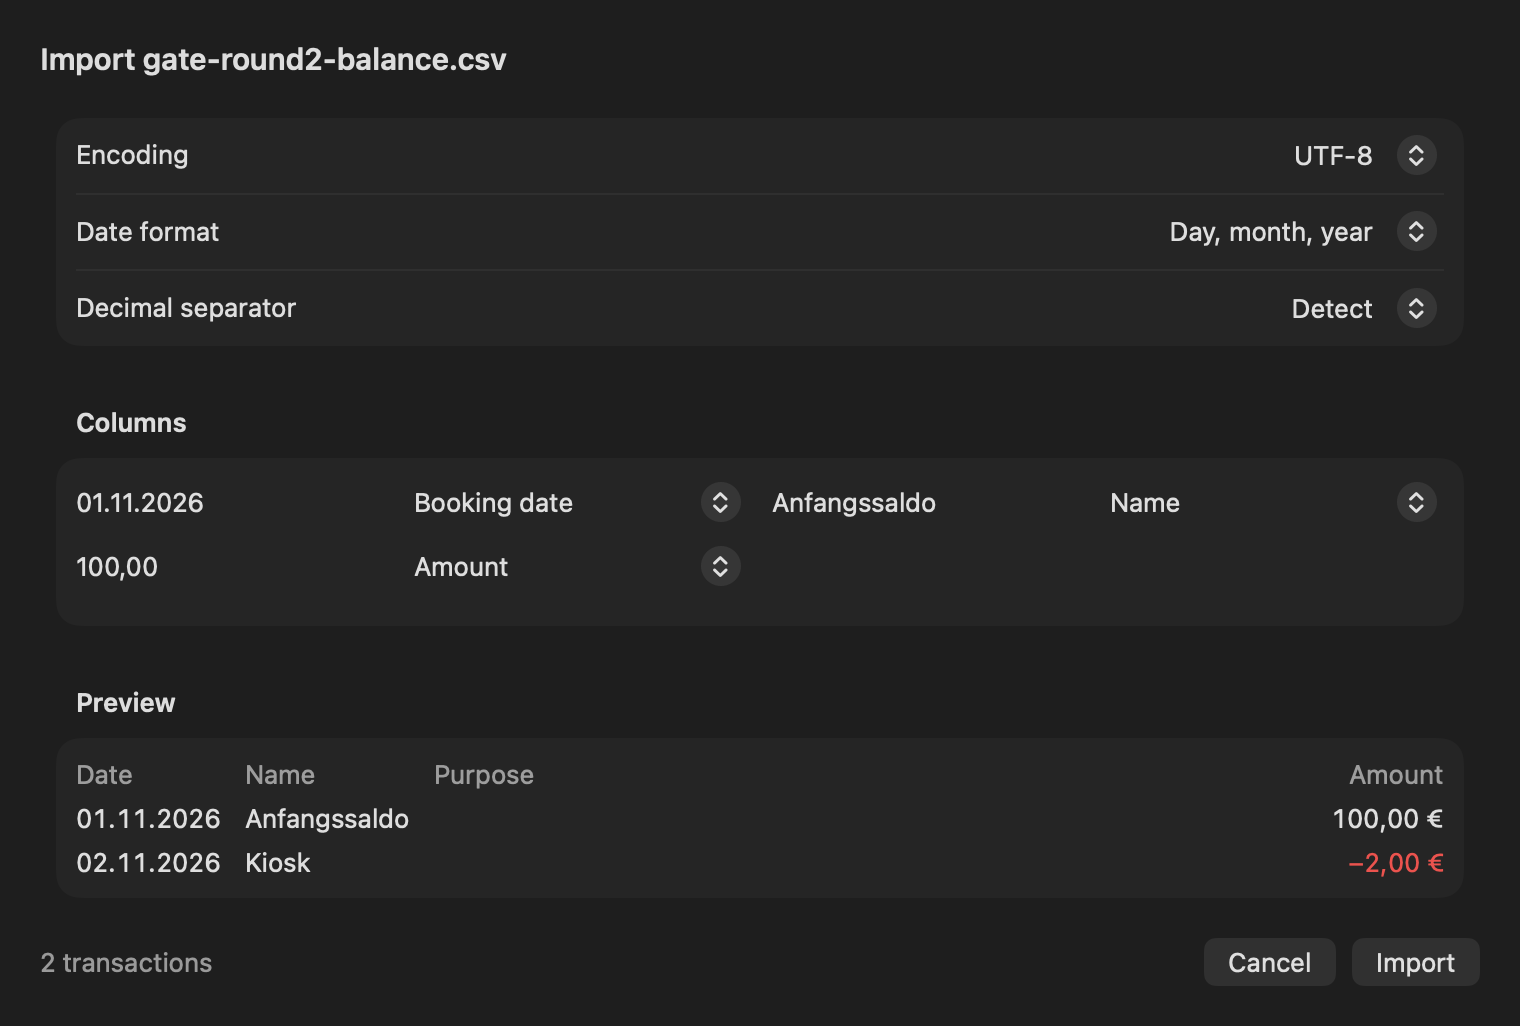 Import gate-round2-balance.csv
Encoding UTF-8
Date format Day, month, year
Decimal separator Detect
Columns
01.11.2026 Booking date Anfangssaldo Name
100,00 Amount
Preview
Date Name Purpose Amount
01.11.2026 Anfangssaldo 100,00 €
02.11.2026 Kiosk −2,00 €
2 transactions Cancel Import